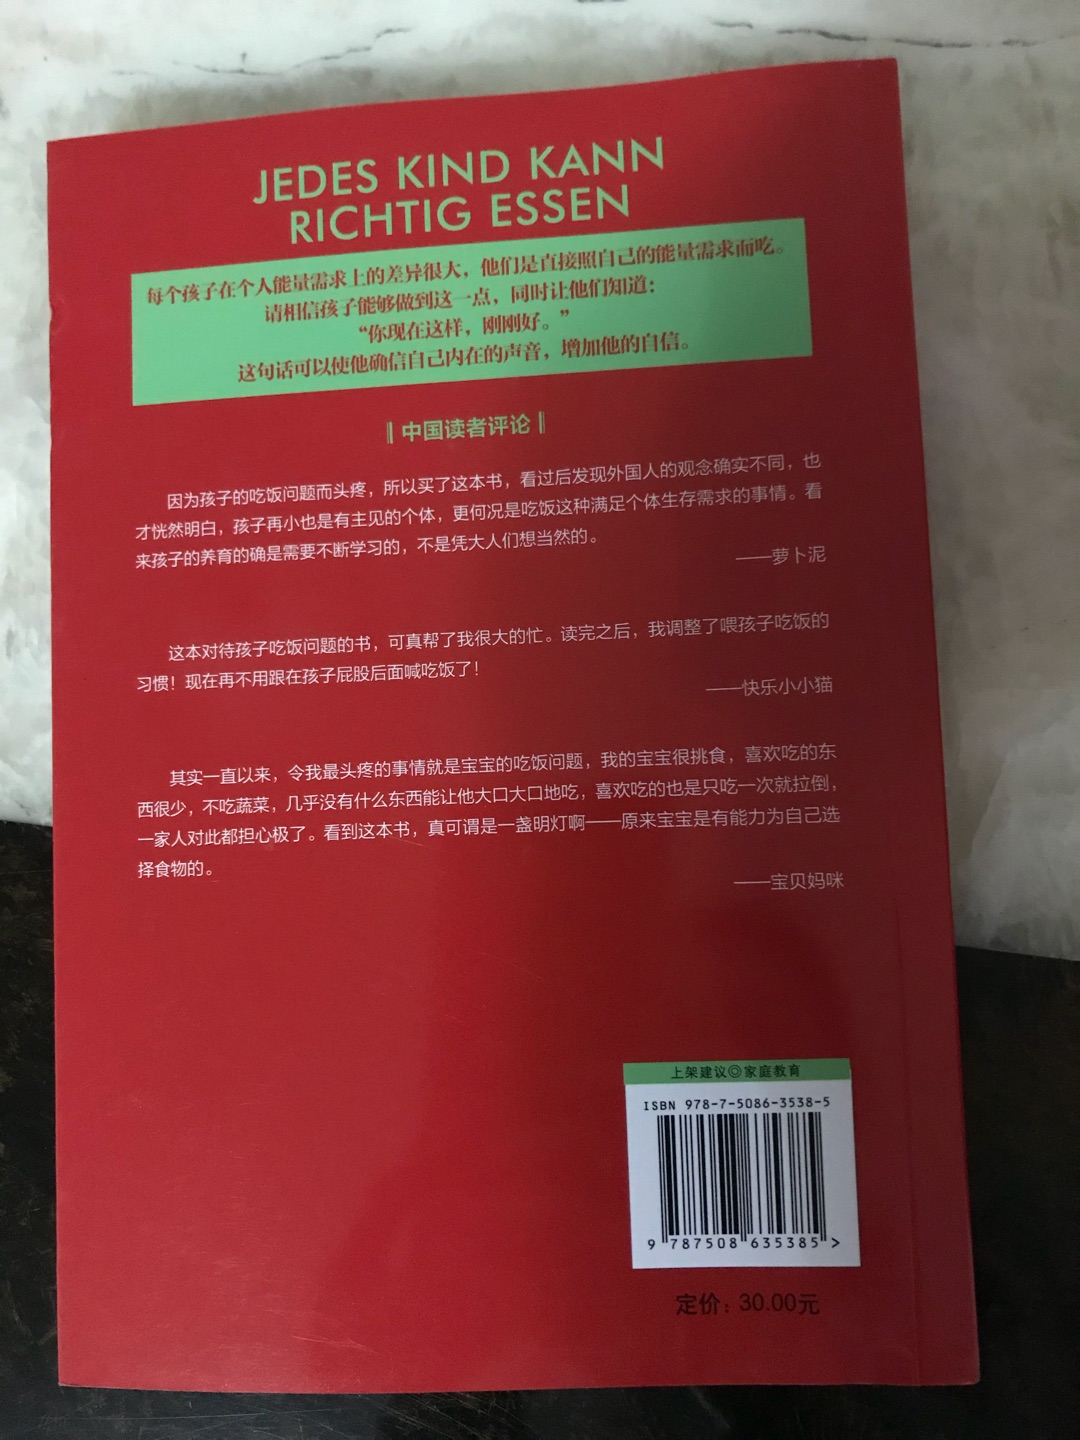 JEDES KIND KANN
RICHTIG ESSEN
每个孩子在个人能量需求上的差异很大，他们是直接照自己的能量需求而吃。
请相信孩子能够做到这一点，同时让他们知道：
“你现在这样，刚刚好。”
这句话可以使他确信自己内在的声音，增加他的自信。
中国读者评论
因为孩子的吃饭问题而头疼，所以买了这本书，看过后发现外国人的观念确实不同，也
才恍然明白，孩子再小也是有主见的个体，更何况是吃饭这种满足个体生存需求的事情。看
来孩子的养育的确是需要不断学习的，不是凭大人们想当然的。
——萝卜泥
这本对待孩子吃饭问题的书，可真帮了我很大的忙。读完之后，我调整了喂孩子吃饭的
习惯！现在再不用跟在孩子屁股后面喊吃饭了！
——快乐小小猫
其实一直以来，令我最头疼的事情就是宝宝的吃饭问题，我的宝宝很挑食，喜欢吃的东
西很少，不吃蔬菜，几乎没有什么东西能让他大口大口地吃，喜欢吃的也是只吃一次就拉倒，
一家人对此都担心极了。看到这本书，真可谓是一盏明灯啊——原来宝宝是有能力为自己选
择食物的。
——宝贝妈咪
上架建议◎家庭教育
ISBN 978-7-5086-3538-5
9 787508 635385 >
定价：30.00元